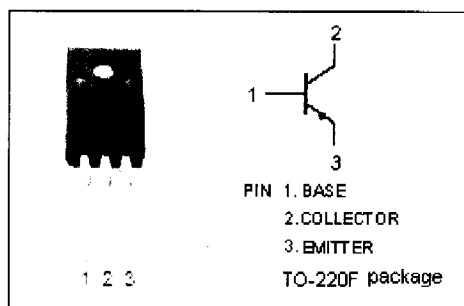 2
1
3
PIN 1. BASE
2. COLLECTOR
3. EMITTER
1 2 3
TO-220F package